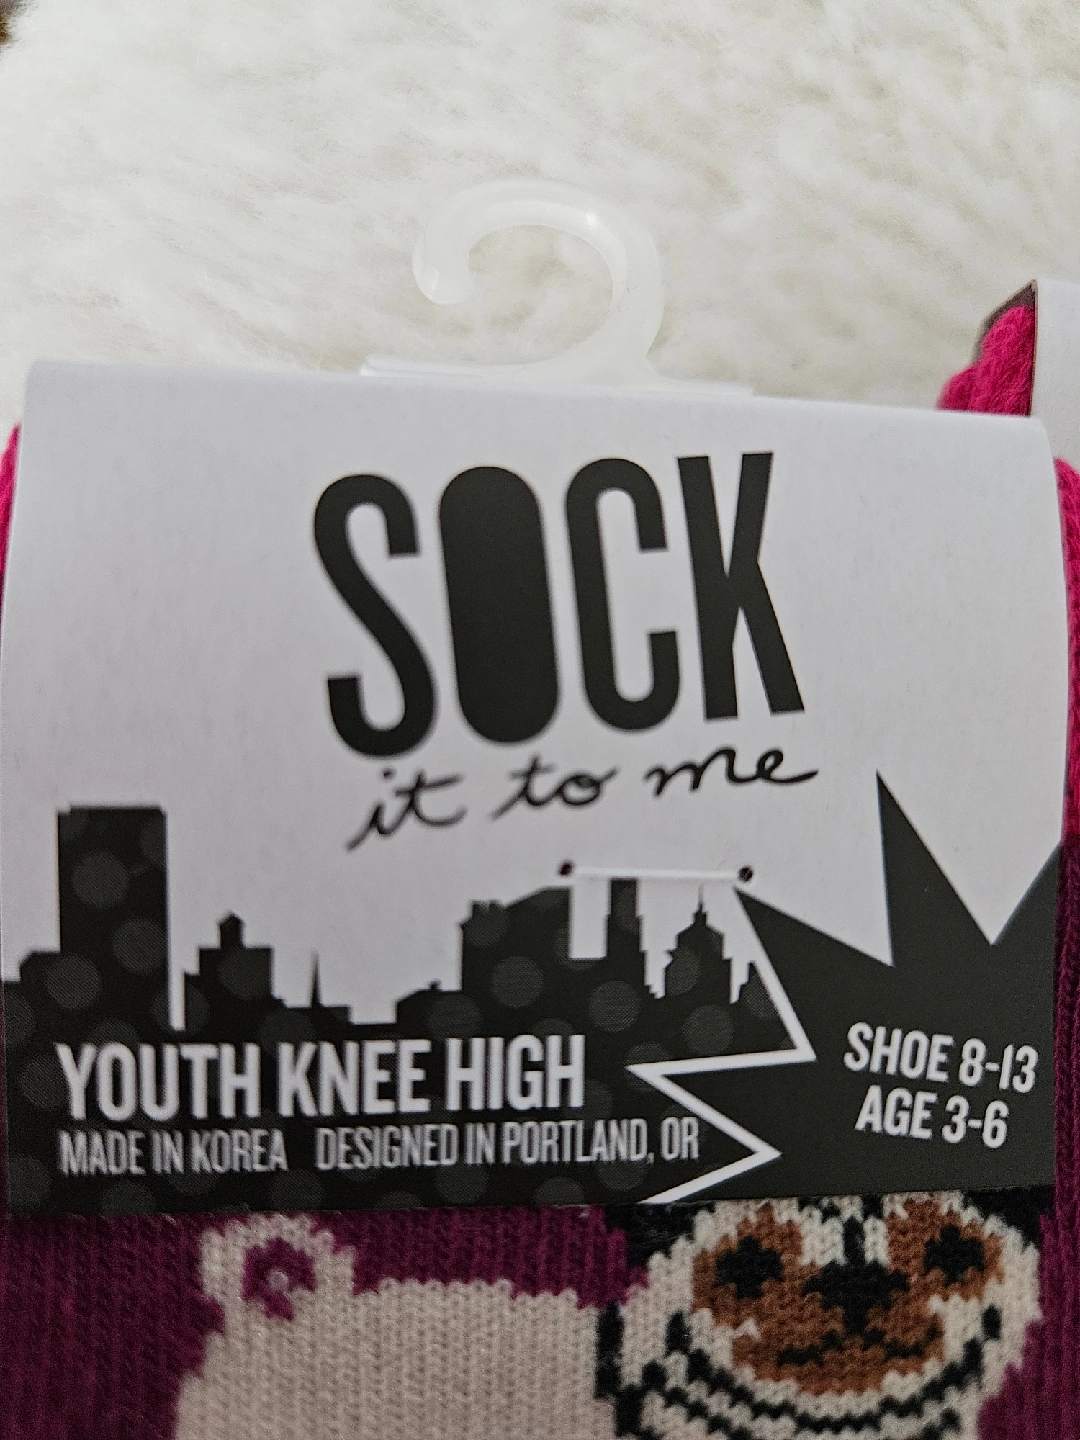 SOCK
it to me
YOUTH KNEE HIGH
MADE IN KOREA DESIGNED IN PORTLAND, OR
SHOE 8-13
AGE 3-6